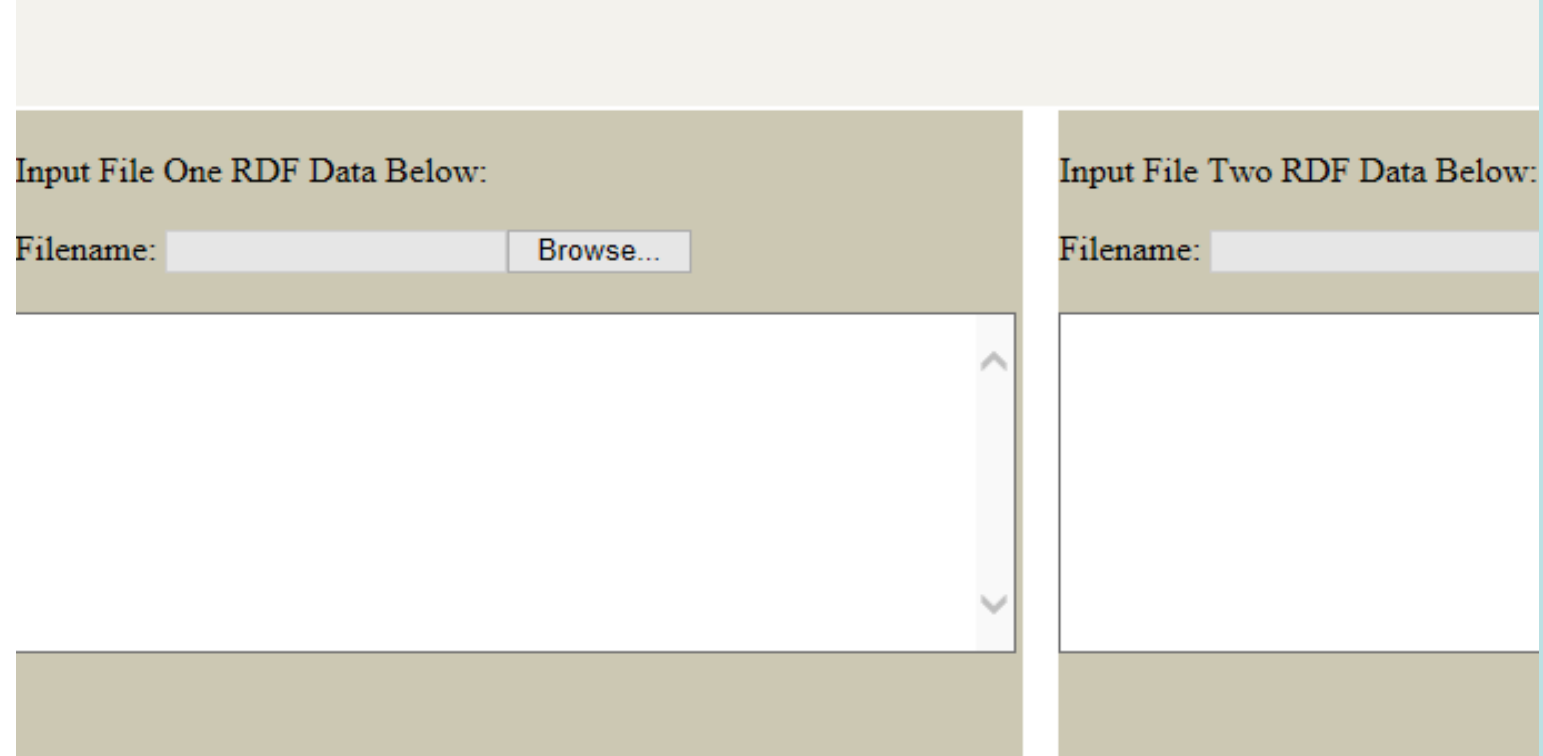 Input File One RDF Data Below:
Filename: Browse...
Input File Two RDF Data Below:
Filename: